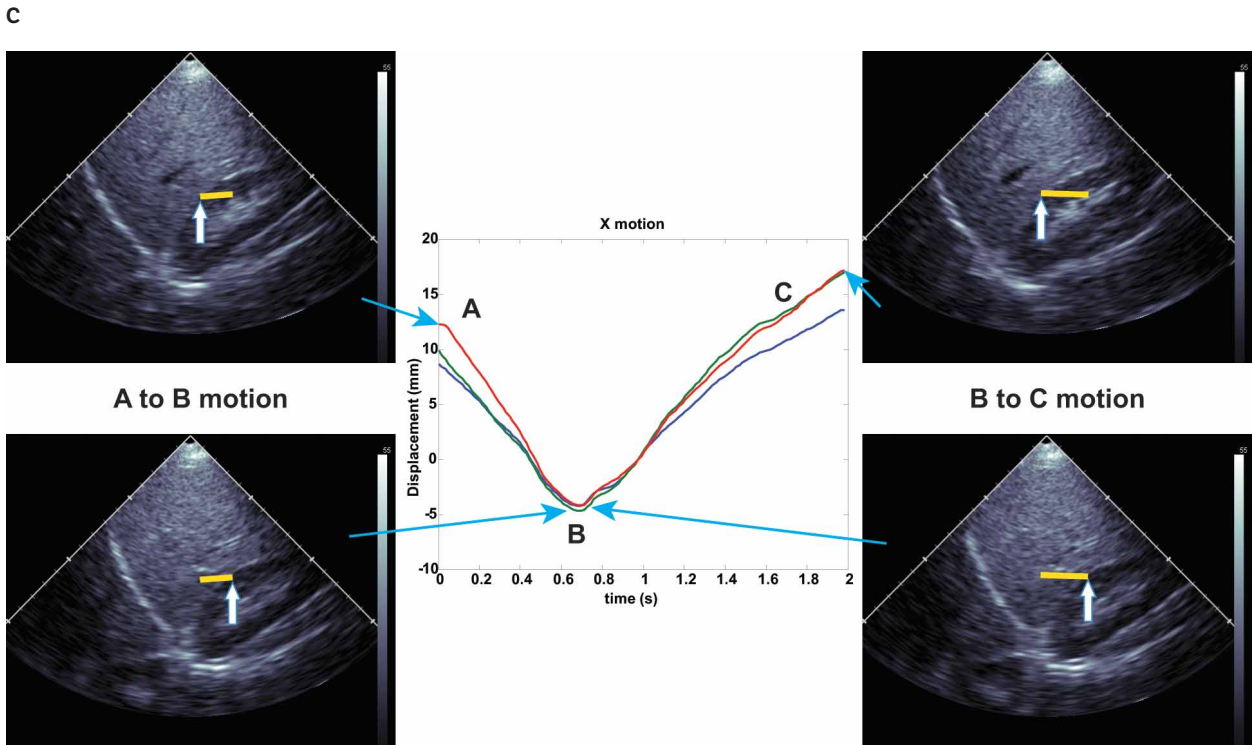 C
55
55
X motion
20
15
10
5
0
-5
-10
Displacement (mm)
A
C
B
0 0.2 0.4 0.6 0.8 1 1.2 1.4 1.6 1.8 2
time (s)
A to B motion
B to C motion
55
55